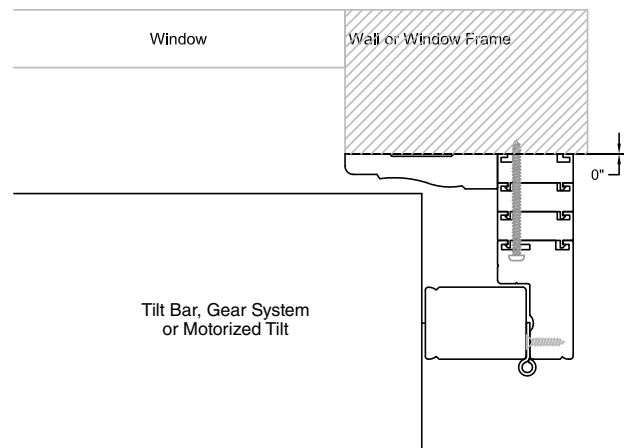 Window
Wall or Window Frame
0"
Tilt Bar, Gear System
or Motorized Tilt